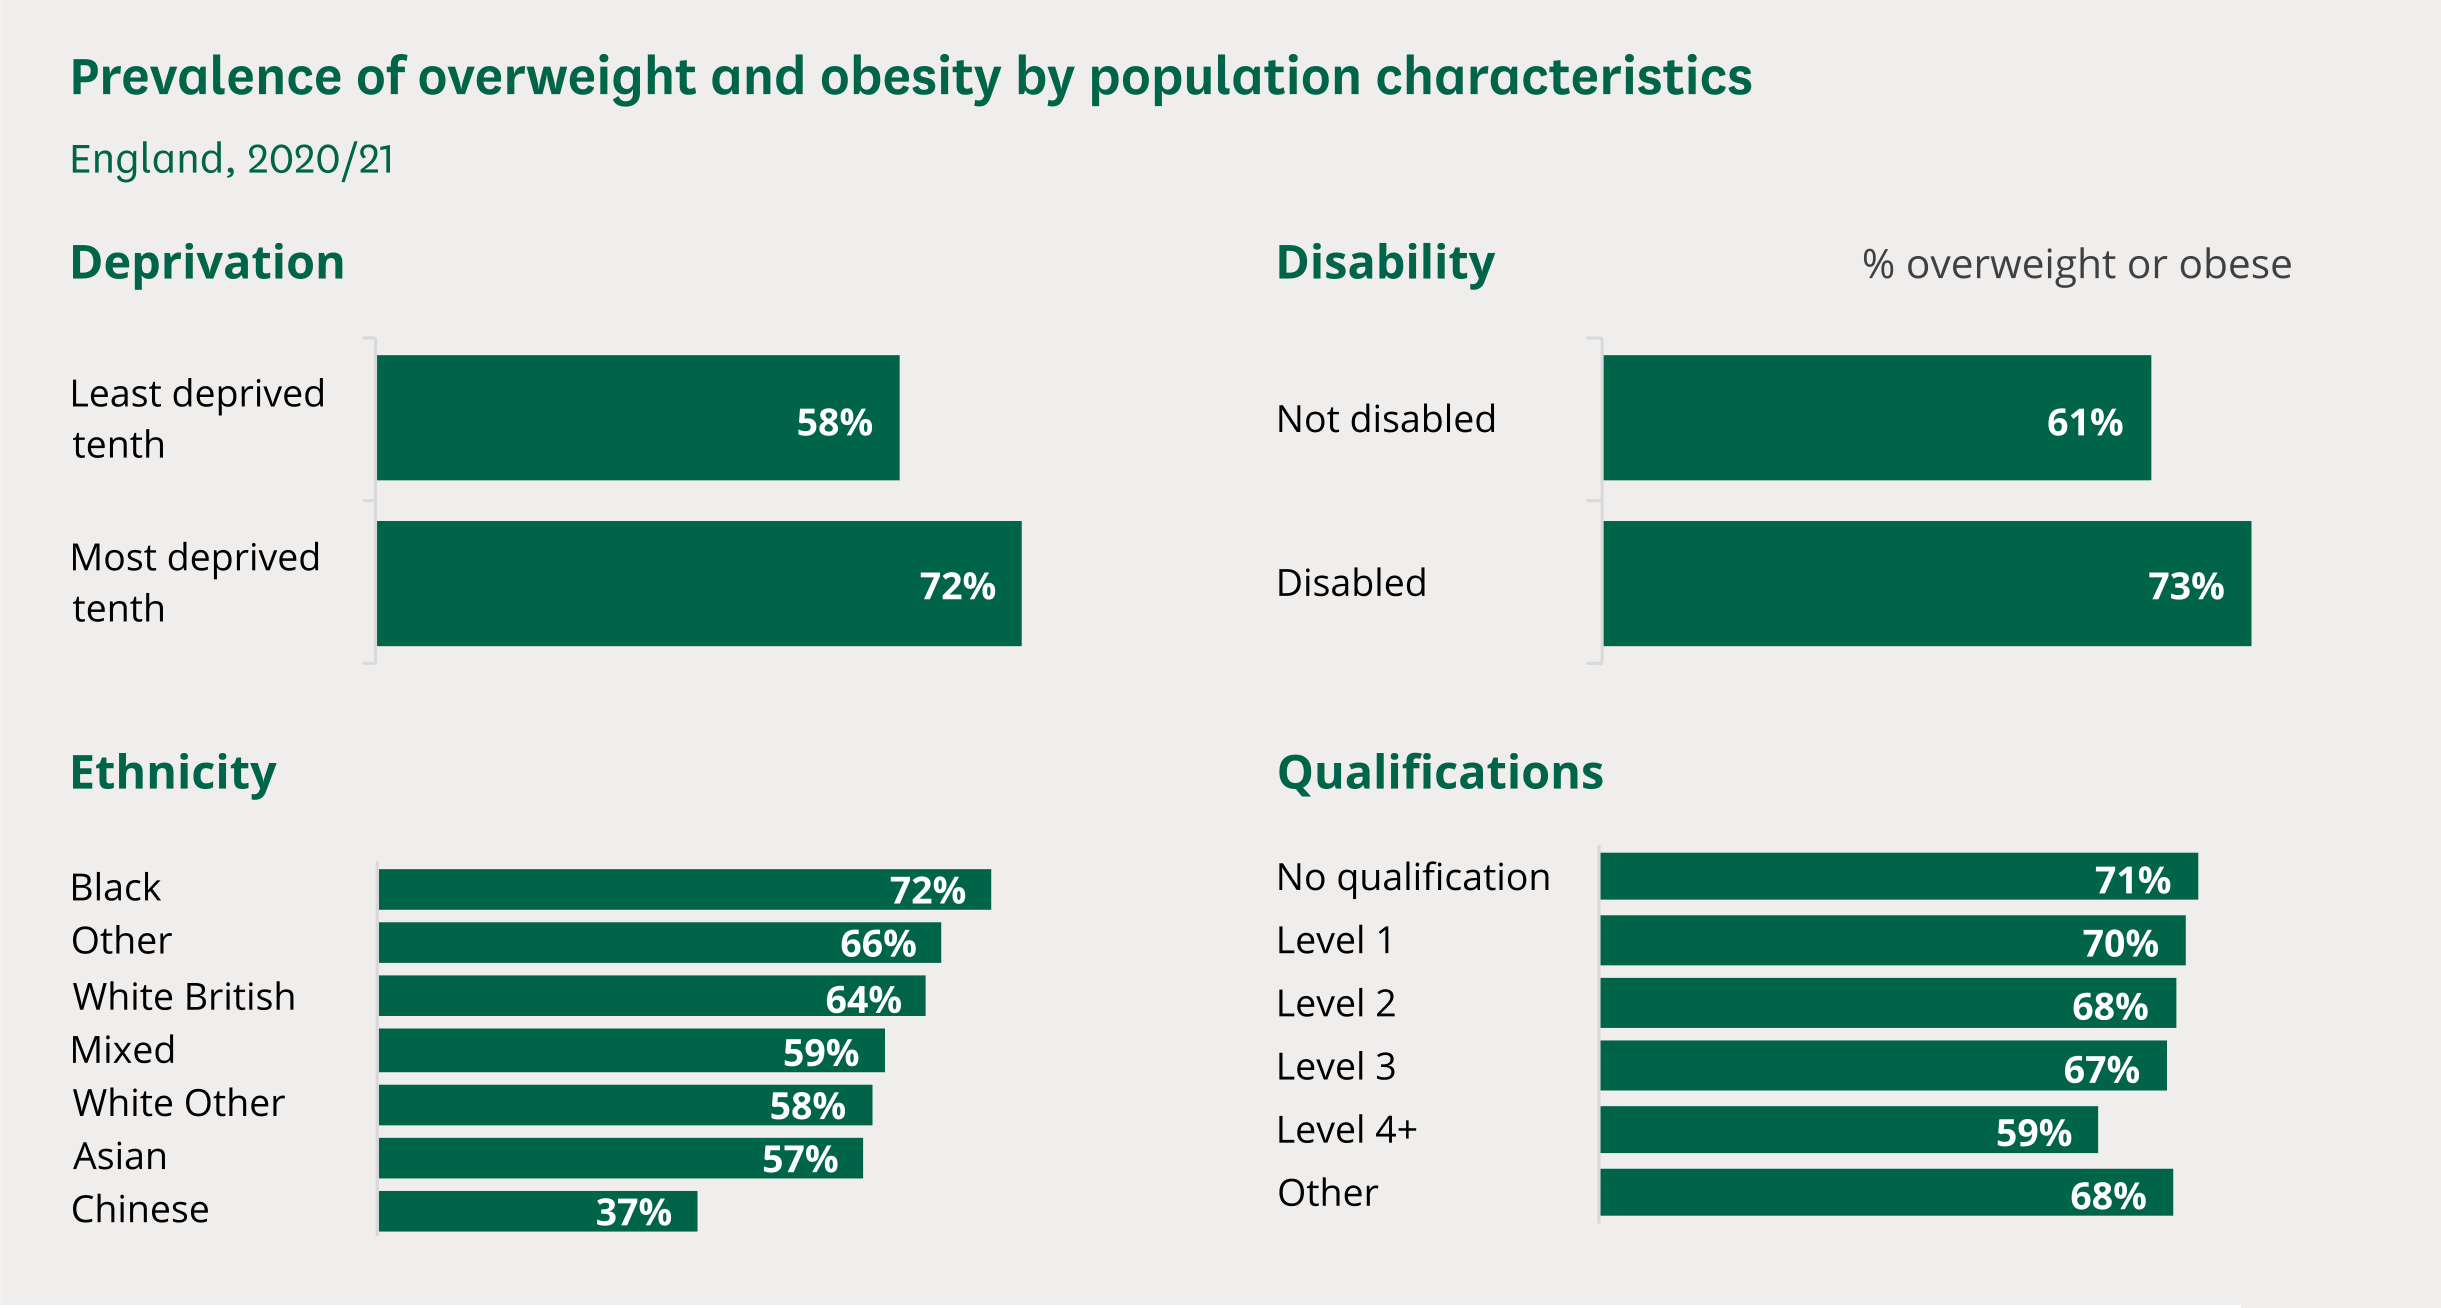 Prevalence of overweight and obesity by population characteristics
England, 2020/21
Deprivation
Least deprived
tenth
58%
Most deprived
tenth
72%
Disability
% overweight or obese
Not disabled
61%
Disabled
73%
Ethnicity
Black 72%
Other 66%
White British 64%
Mixed 59%
White Other 58%
Asian 57%
Chinese 37%
Qualifications
No qualification 71%
Level 1 70%
Level 2 68%
Level 3 67%
Level 4+ 59%
Other 68%